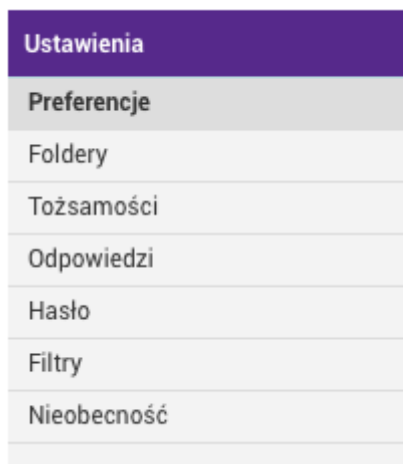 Ustawienia
Preferencje
Foldery
Tożsamości
Odpowiedzi
Hasło
Filtry
Nieobecność